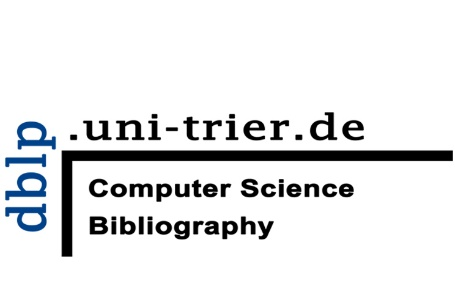 dblp
.uni-trier.de
Computer Science
Bibliography